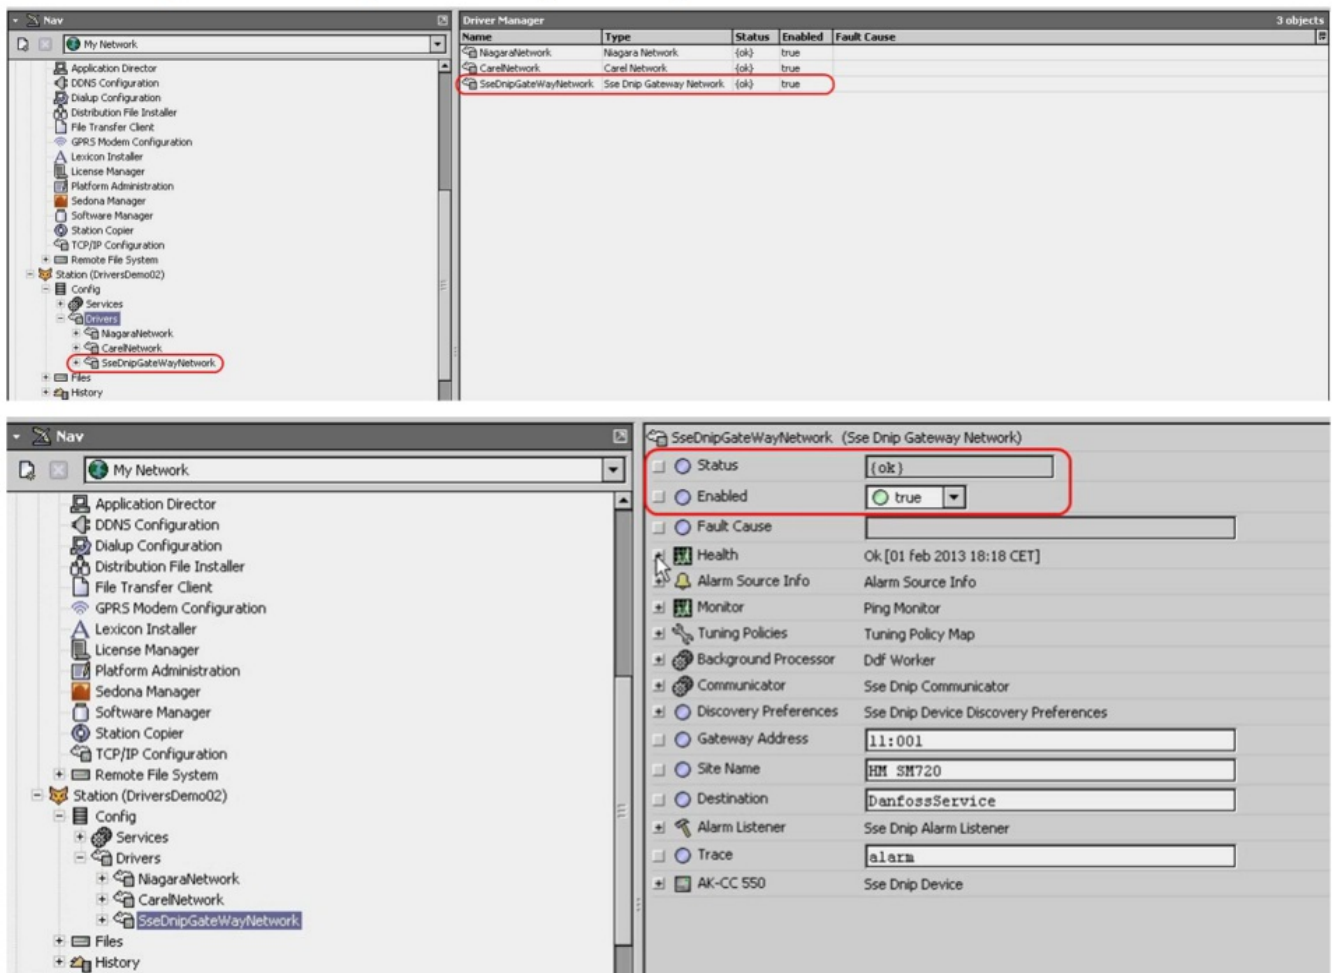 Nav
My Network
Application Director
DDNS Configuration
Dialup Configuration
Distribution File Installer
File Transfer Client
GPRS Modem Configuration
Lexicon Installer
License Manager
Platform Administration
Sedona Manager
Software Manager
Station Copier
TCP/IP Configuration
Remote File System
Station (DriversDemo02)
Config
Services
Drivers
NiagaraNetwork
CarelNetwork
SseDnipGateWayNetwork
Files
History
Driver Manager 3 objects
Name Type Status Enabled Fault Cause
NiagaraNetwork Niagara Network {ok} true
CarelNetwork Carel Network {ok} true
SseDnipGateWayNetwork Sse Dnip Gateway Network {ok} true
Nav
My Network
Application Director
DDNS Configuration
Dialup Configuration
Distribution File Installer
File Transfer Client
GPRS Modem Configuration
Lexicon Installer
License Manager
Platform Administration
Sedona Manager
Software Manager
Station Copier
TCP/IP Configuration
Remote File System
Station (DriversDemo02)
Config
Services
Drivers
NiagaraNetwork
CarelNetwork
SseDnipGateWayNetwork
Files
History
SseDnipGateWayNetwork (Sse Dnip Gateway Network)
Status {ok}
Enabled true
Fault Cause
Health Ok [01 feb 2013 18:18 CET]
Alarm Source Info Alarm Source Info
Monitor Ping Monitor
Tuning Policies Tuning Policy Map
Background Processor Ddf Worker
Communicator Sse Dnip Communicator
Discovery Preferences Sse Dnip Device Discovery Preferences
Gateway Address 11:001
Site Name HM SM720
Destination DanfossService
Alarm Listener Sse Dnip Alarm Listener
Trace alarm
AK-CC 550 Sse Dnip Device